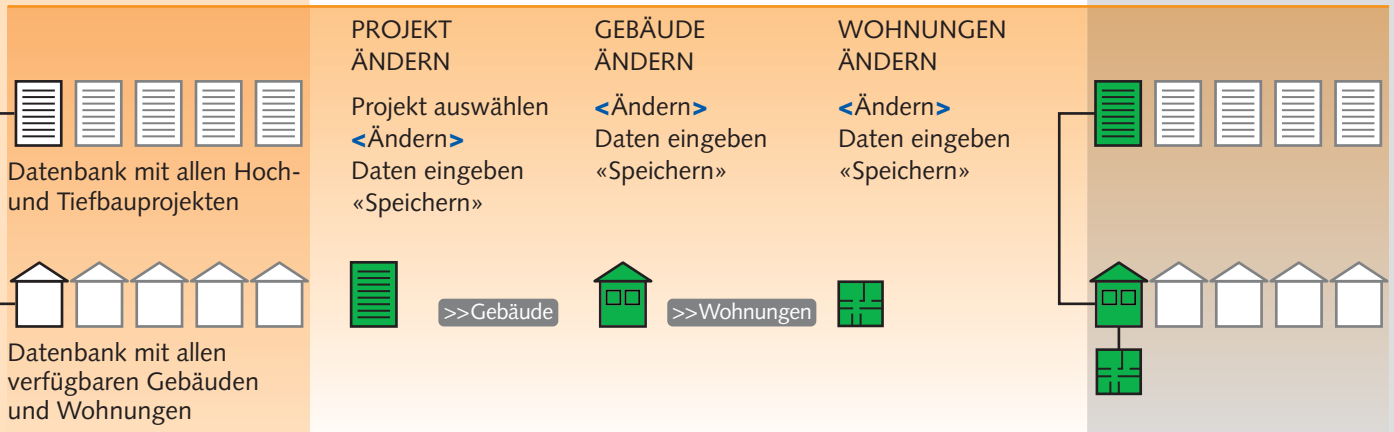 Datenbank mit allen Hoch-
und Tiefbauprojekten
Datenbank mit allen
verfügbaren Gebäuden
und Wohnungen
PROJEKT
ÄNDERN
Projekt auswählen
<Ändern>
Daten eingeben
«Speichern»
>>Gebäude
GEBÄUDE
ÄNDERN
<Ändern>
Daten eingeben
«Speichern»
>>Wohnungen
WOHNUNGEN
ÄNDERN
<Ändern>
Daten eingeben
«Speichern»